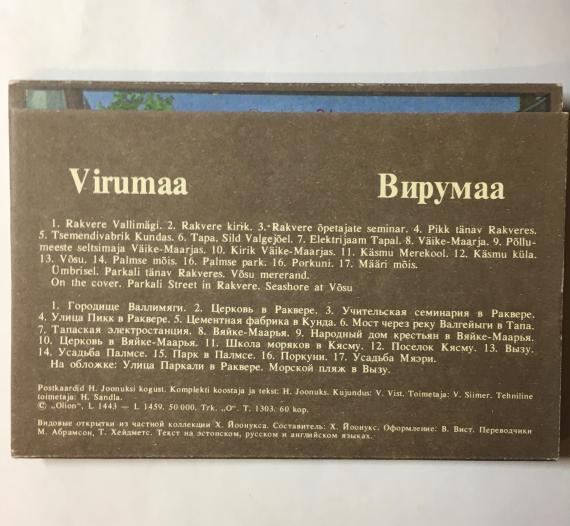 Virumaa Вирумаа
1. Rakvere Vallimägi. 2. Rakvere kirik. 3. Rakvere õpetajate seminar. 4. Pikk tänav Rakveres.
5. Tsemendivabrik Kundas. 6. Tapa. Sild Valgejõel. 7. Elektrijaam Tapal. 8. Väike-Maarja. 9. Põllu-
meeste seltsimaja Väike-Maarjas. 10. Kirik Väike-Maarjas. 11. Käsmu Merekool. 12. Käsmu küla.
13. Võsu. 14. Palmse mõis. 16. Palmse park. 16. Porkuni. 17. Määri mõis.
Ümbrisel. Parkali tänav Rakveres. Võsu mererand.
On the cover. Parkali Street in Rakvere. Seashore at Võsu
1. Городище Валлимяги. 2. Церковь в Раквере. 3. Учительская семинария в Раквере.
4. Улица Пикк в Раквере. 5. Цементная фабрика в Кунда. 6. Мост через реку Валгейыги в Тапа.
7. Тапаская электростанция. 8. Вяйке-Маарья. 9. Народный дом крестьян в Вяйке-Маарья.
10. Церковь в Вяйке-Маарья. 11. Школа моряков в Кясму. 12. Поселок Кясму. 13. Вызу.
14. Усадьба Палмсе. 15. Парк в Палмсе. 16. Поркуни. 17. Усадьба Мяэри.
На обложке: Улица Паркали в Раквере. Морской пляж в Вызу.
Postkaardid H. Joonuksi kogust. Komplekti koostaja ja tekst: H. Joonuks. Kujundus: V. Vist. Toimetaja: V. Siimer. Tehniline
toimetaja: H. Sandla.
© „Olion“, L 1443 — L 1459. 50 000. Trk. „O“. T. 1303. 60 kop.
Видовые открытки из частной коллекции Х. Йоонукса. Составитель: Х. Йоонукс. Оформление: В. Вист. Переводчики
М. Абрамсон, Т. Хейдметс. Текст на эстонском, русском и английском языках.